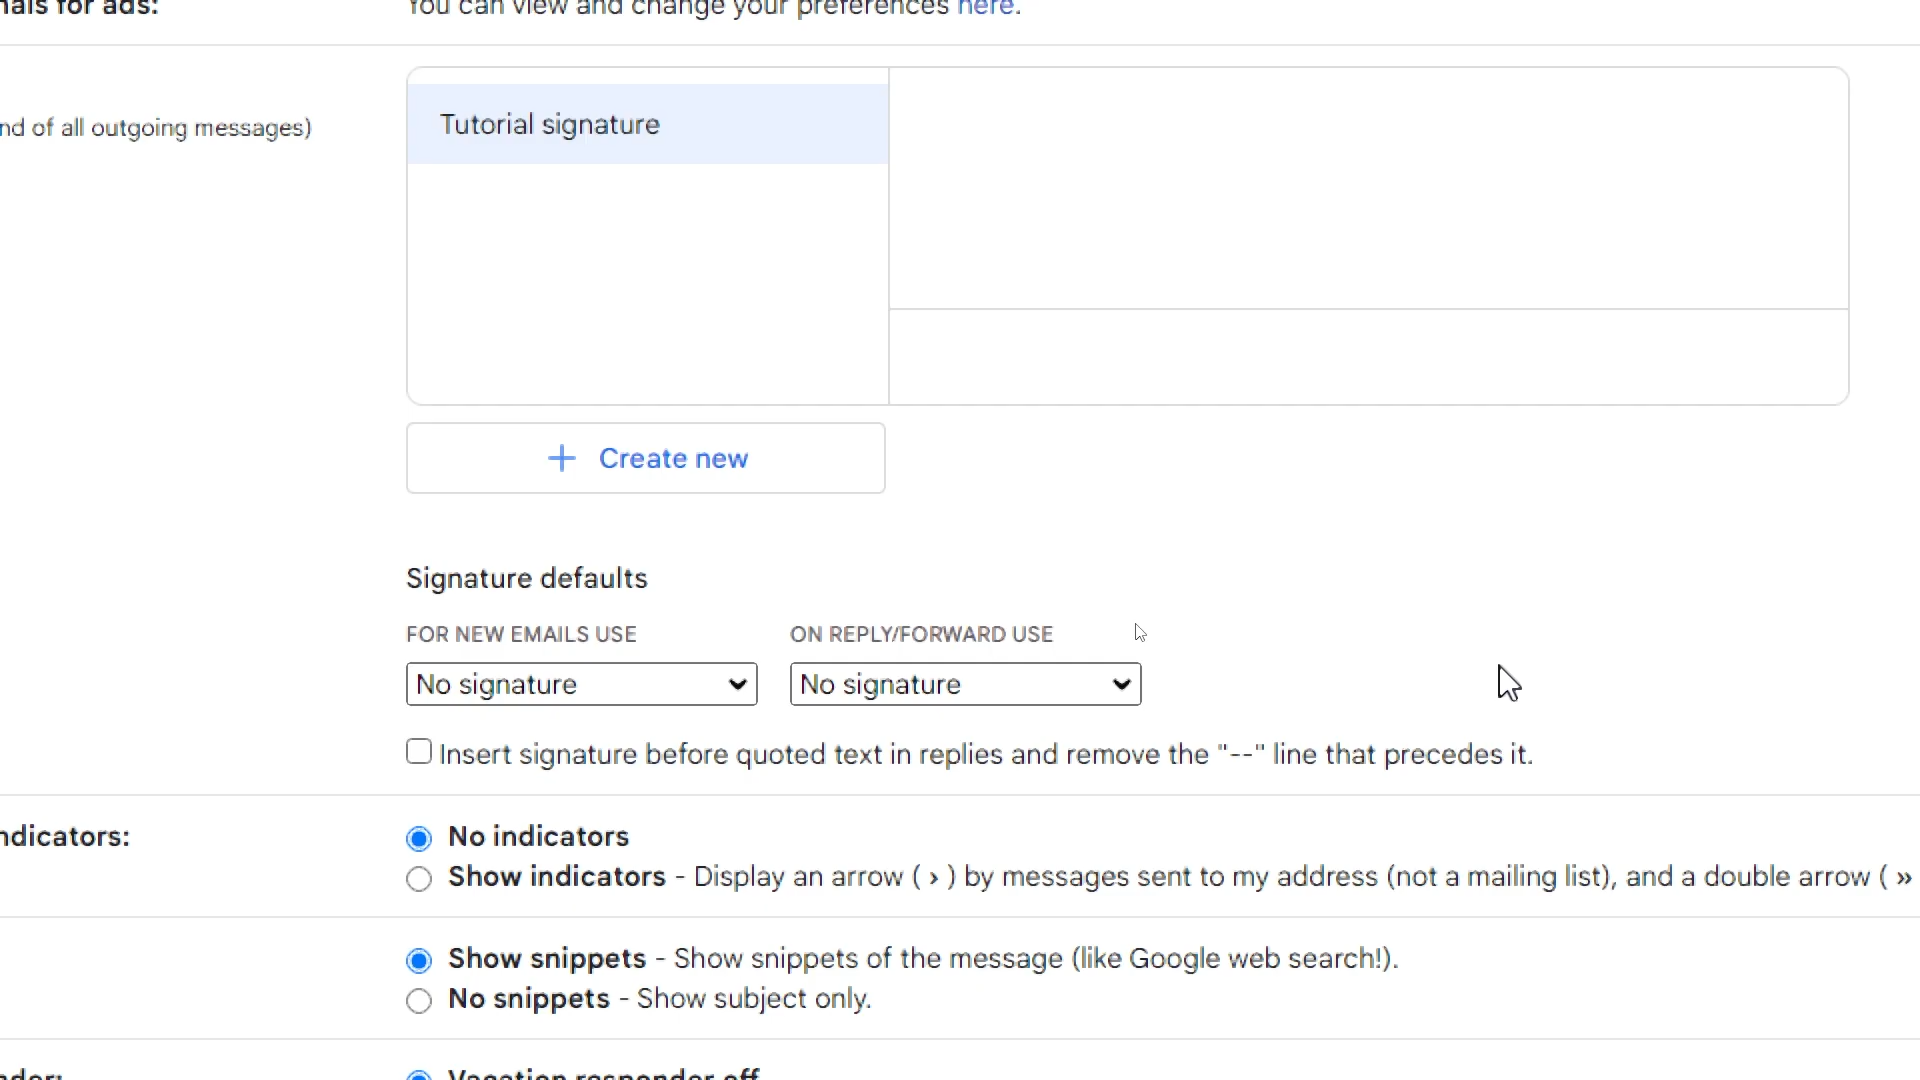 nals for ads:
You can view and change your preferences here.
nd of all outgoing messages)
Tutorial signature
+ Create new
Signature defaults
FOR NEW EMAILS USE
ON REPLY/FORWARD USE
No signature
No signature
Insert signature before quoted text in replies and remove the "--" line that precedes it.
ndicators:
No indicators
Show indicators - Display an arrow ( › ) by messages sent to my address (not a mailing list), and a double arrow ( »
Show snippets - Show snippets of the message (like Google web search!).
No snippets - Show subject only.
nder:
Vacation responder off